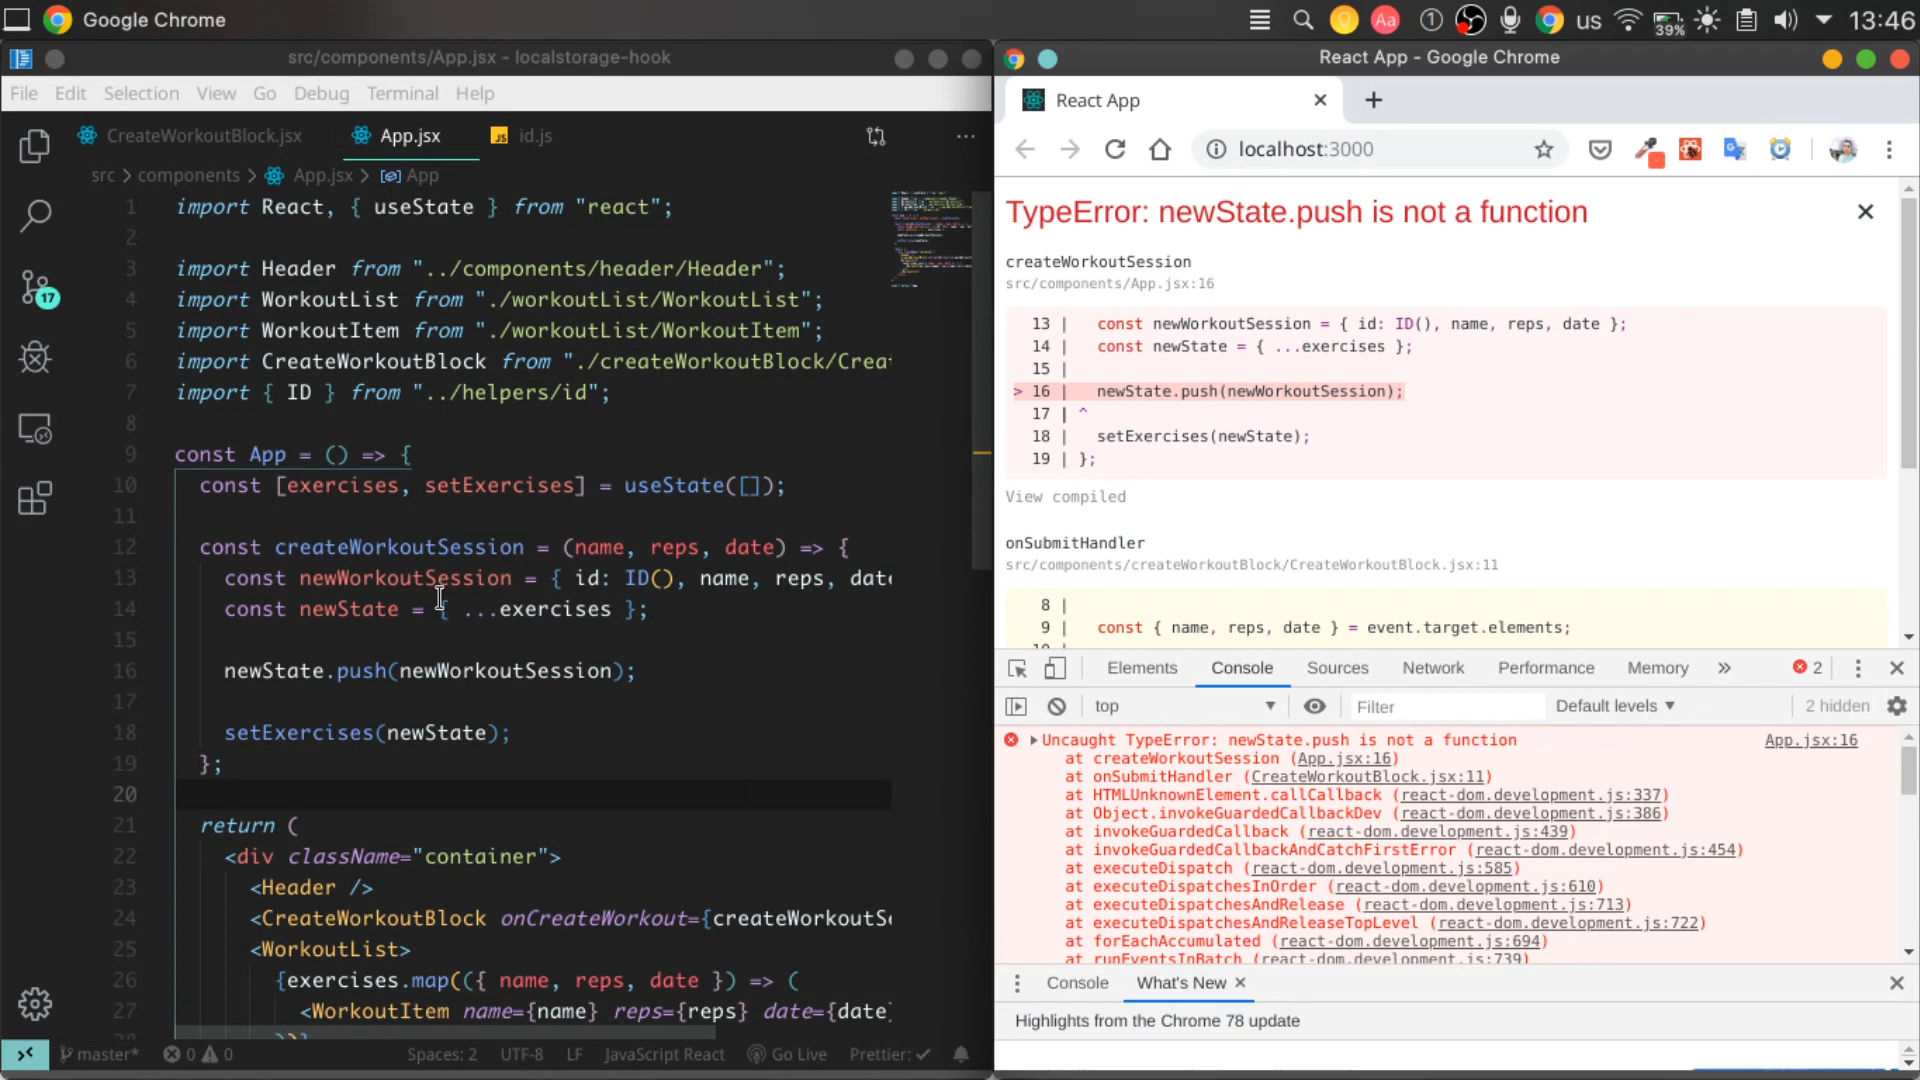 Google Chrome
Aa
1
us
39%
13:46
src/components/App.jsx - localstorage-hook
File Edit Selection View Go Debug Terminal Help
CreateWorkoutBlock.jsx
App.jsx
JS id.js
src > components > App.jsx > App
17
1 import React, { useState } from "react";
2
3 import Header from "../components/header/Header";
4 import WorkoutList from "./workoutList/WorkoutList";
5 import WorkoutItem from "./workoutList/WorkoutItem";
6 import CreateWorkoutBlock from "./createWorkoutBlock/Creat
7 import { ID } from "../helpers/id";
8
9 const App = () => {
10 const [exercises, setExercises] = useState([]);
11
12 const createWorkoutSession = (name, reps, date) => {
13 const newWorkoutSession = { id: ID(), name, reps, date
14 const newState = { ...exercises };
15
16 newState.push(newWorkoutSession);
17
18 setExercises(newState);
19 };
20
21 return (
22 <div className="container">
23 <Header />
24 <CreateWorkoutBlock onCreateWorkout={createWorkoutSe
25 <WorkoutList>
26 {exercises.map(({ name, reps, date }) => (
27 <WorkoutItem name={name} reps={reps} date={date}
28 ))}
master* 0 0 Spaces: 2 UTF-8 LF JavaScript React Go Live Prettier: ✓
React App - Google Chrome
React App
localhost:3000
TypeError: newState.push is not a function
createWorkoutSession
src/components/App.jsx:16
13 | const newWorkoutSession = { id: ID(), name, reps, date };
14 | const newState = { ...exercises };
15 |
> 16 | newState.push(newWorkoutSession);
17 | ^
18 | setExercises(newState);
19 | };
View compiled
onSubmitHandler
src/components/createWorkoutBlock/CreateWorkoutBlock.jsx:11
8 |
9 | const { name, reps, date } = event.target.elements;
10 |
Elements Console Sources Network Performance Memory » 2
top Filter Default levels 2 hidden
Uncaught TypeError: newState.push is not a function App.jsx:16
at createWorkoutSession (App.jsx:16)
at onSubmitHandler (CreateWorkoutBlock.jsx:11)
at HTMLUnknownElement.callCallback (react-dom.development.js:337)
at Object.invokeGuardedCallbackDev (react-dom.development.js:386)
at invokeGuardedCallback (react-dom.development.js:439)
at invokeGuardedCallbackAndCatchFirstError (react-dom.development.js:454)
at executeDispatch (react-dom.development.js:585)
at executeDispatchesInOrder (react-dom.development.js:610)
at executeDispatchesAndRelease (react-dom.development.js:713)
at executeDispatchesAndReleaseTopLevel (react-dom.development.js:722)
at forEachAccumulated (react-dom.development.js:694)
at runEventsInBatch (react-dom.development.js:739)
Console What's New
Highlights from the Chrome 78 update